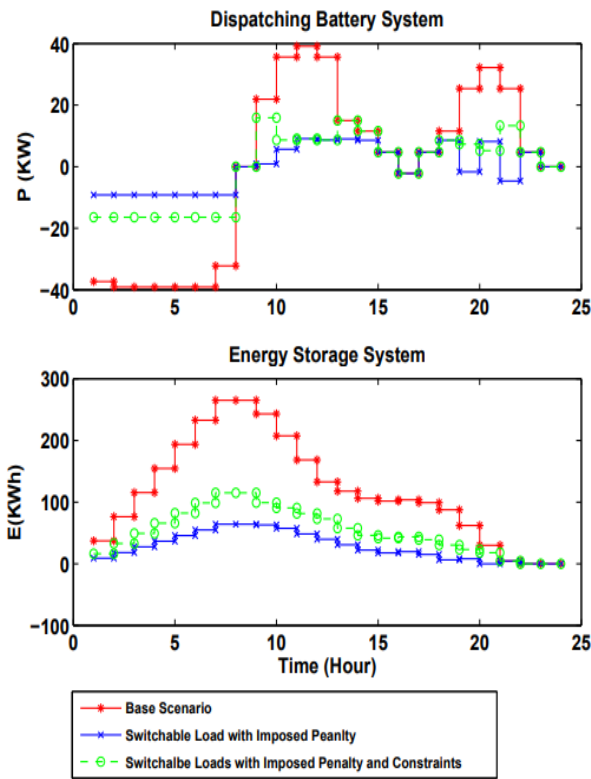 Dispatching Battery System
40
20
0
−20
−40
P (KW)
0 5 10 15 20 25
Energy Storage System
300
200
100
0
−100
E(KWh)
0 5 10 15 20 25
Time (Hour)
Base Scenario
Switchable Load with Imposed Peanlty
Switchalbe Loads with Imposed Penalty and Constraints